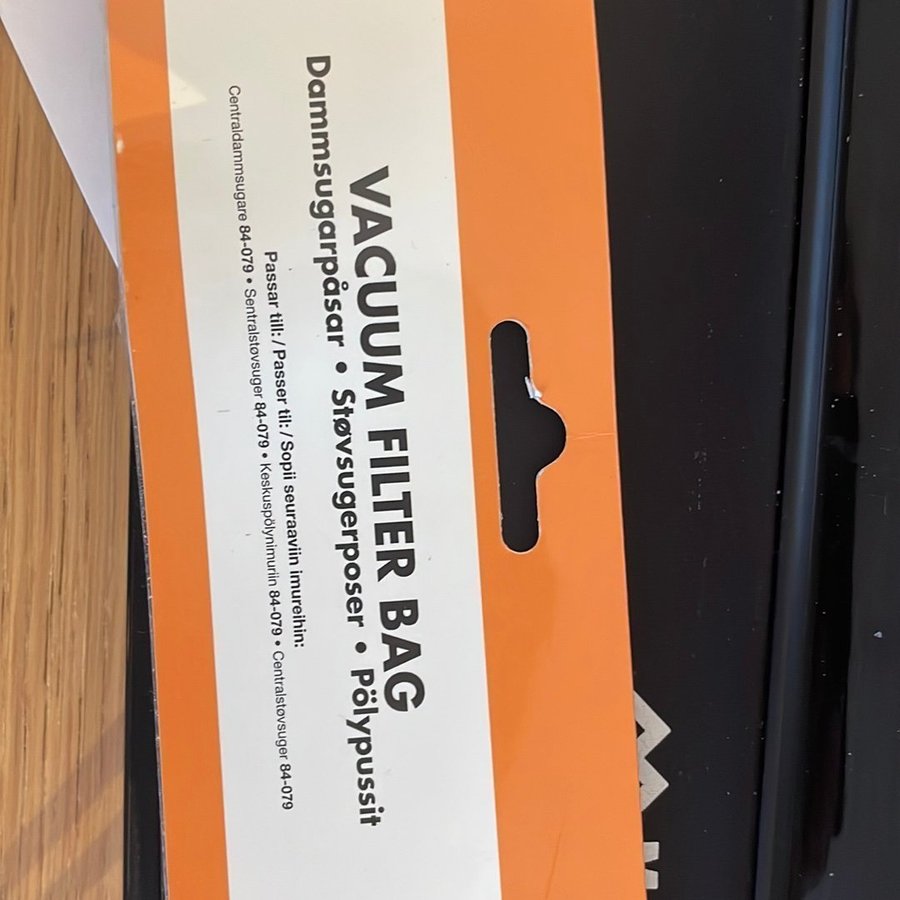 VACUUM FILTER BAG
Dammsugarpåsar • Støvsugerposer • Pölypussit
Passar till: / Passer til: / Sopii seuraaviin imureihin:
Centraldammsugare 84-079 • Sentralstøvsuger 84-079 • Keskuspölynimuriin 84-079 • Centralstøvsuger 84-079